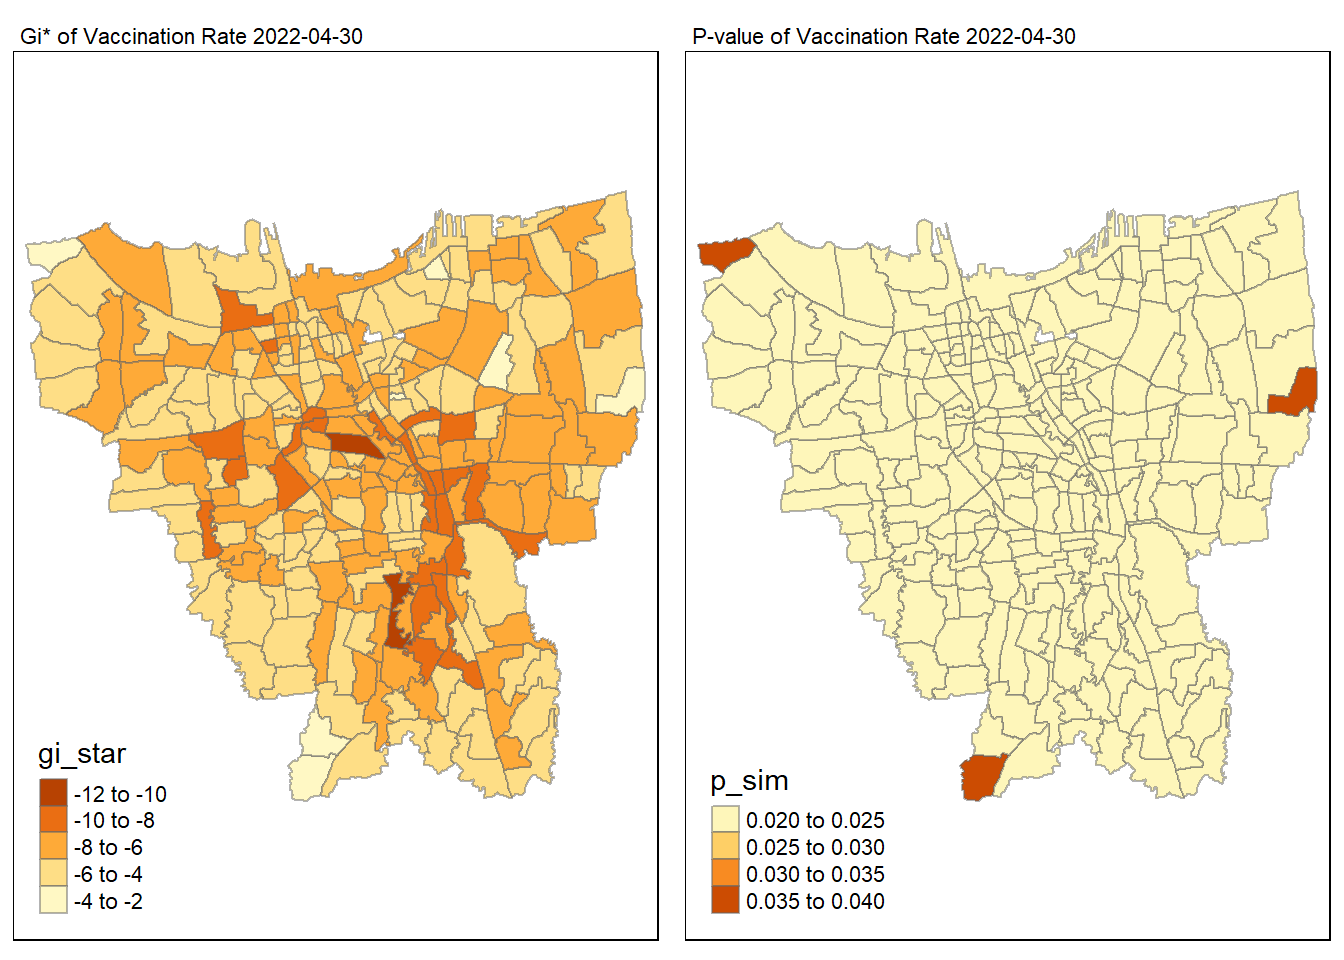 Gi* of Vaccination Rate 2022-04-30
gi_star
-12 to -10
-10 to -8
-8 to -6
-6 to -4
-4 to -2
P-value of Vaccination Rate 2022-04-30
p_sim
0.020 to 0.025
0.025 to 0.030
0.030 to 0.035
0.035 to 0.040